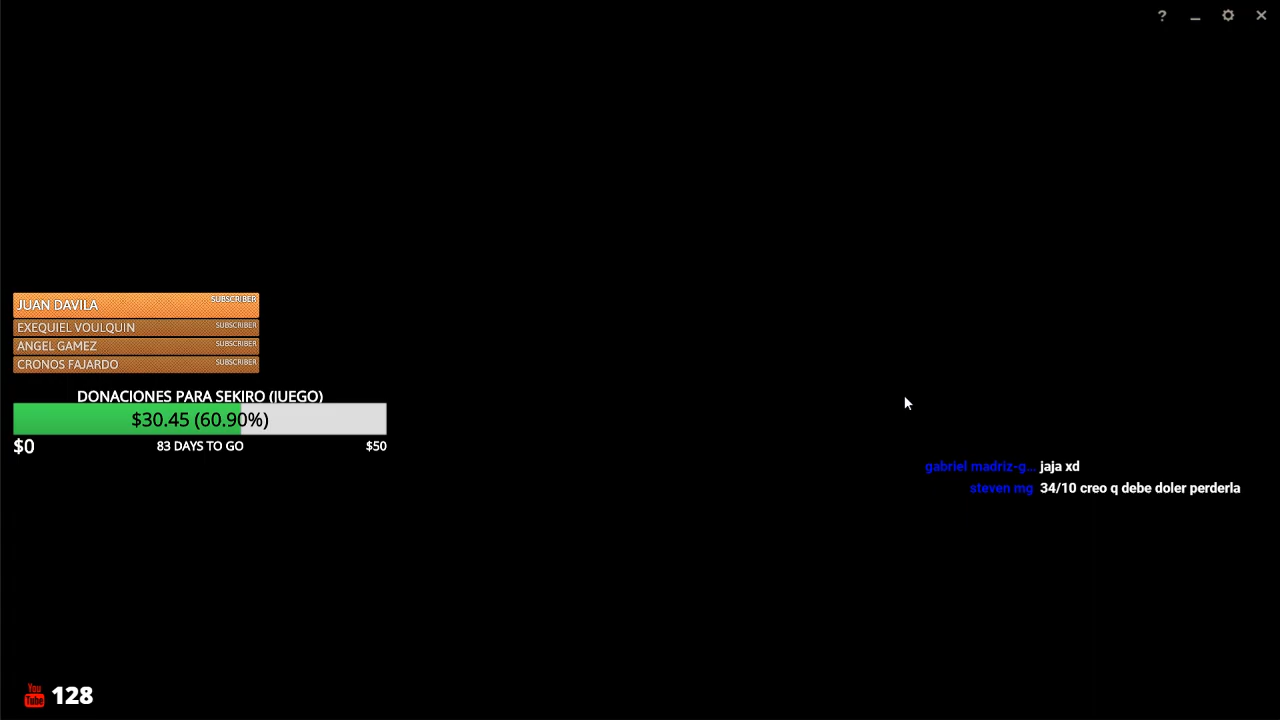 ?
JUAN DAVILA SUBSCRIBER
EXEQUIEL VOULQUIN SUBSCRIBER
ANGEL GAMEZ SUBSCRIBER
CRONOS FAJARDO SUBSCRIBER
DONACIONES PARA SEKIRO (JUEGO)
$30.45 (60.90%)
$0 83 DAYS TO GO $50
gabriel madriz-g... jaja xd
steven mg 34/10 creo q debe doler perderla
You Tube 128